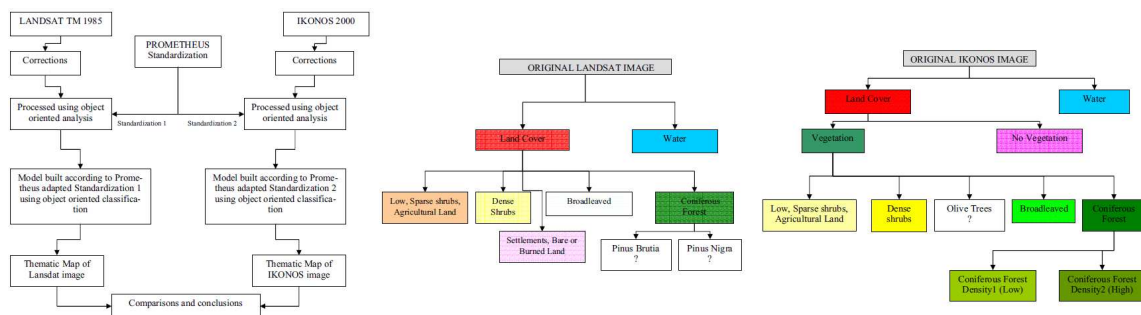 LANDSAT TM 1985
IKONOS 2000
PROMETHEUS
Standardization
Corrections
Corrections
Processed using object
oriented analysis
Standardization 1
Standardization 2
Processed using object
oriented analysis
Model built according to Prome-
theus adapted Standardization 1
using object oriented classifica-
tion
Model built according to Prome-
theus adapted Standardization 2
using object oriented classifica-
tion
Thematic Map of
Lansdat image
Thematic Map of
IKONOS image
Comparisons and conclusions
ORIGINAL LANDSAT IMAGE
Land Cover
Water
Low, Sparse shrubs,
Agricultural Land
Dense
Shrubs
Broadleaved
Coniferous
Forest
Settlements, Bare or
Burned Land
Pinus Brutia
?
Pinus Nigra
?
ORIGINAL IKONOS IMAGE
Land Cover
Water
Vegetation
No Vegetation
Low, Sparse shrubs,
Agricultural Land
Dense
shrubs
Olive Trees
?
Broadleaved
Coniferous
Forest
Coniferous Forest
Density1 (Low)
Coniferous Forest
Density2 (High)